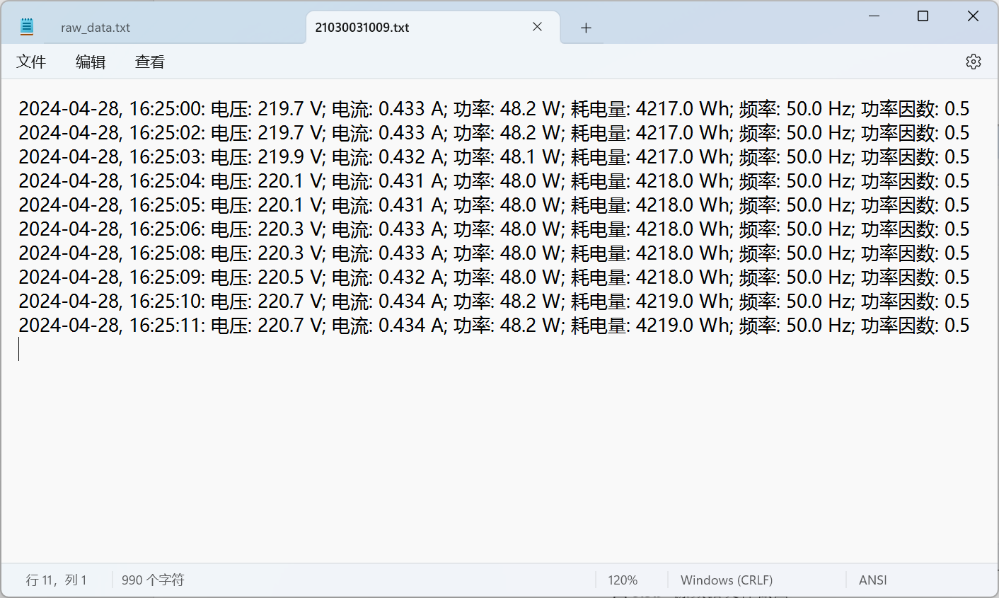 raw_data.txt
21030031009.txt
文件 编辑 查看
2024-04-28, 16:25:00: 电压: 219.7 V; 电流: 0.433 A; 功率: 48.2 W; 耗电量: 4217.0 Wh; 频率: 50.0 Hz; 功率因数: 0.5
2024-04-28, 16:25:02: 电压: 219.7 V; 电流: 0.433 A; 功率: 48.2 W; 耗电量: 4217.0 Wh; 频率: 50.0 Hz; 功率因数: 0.5
2024-04-28, 16:25:03: 电压: 219.9 V; 电流: 0.432 A; 功率: 48.1 W; 耗电量: 4217.0 Wh; 频率: 50.0 Hz; 功率因数: 0.5
2024-04-28, 16:25:04: 电压: 220.1 V; 电流: 0.431 A; 功率: 48.0 W; 耗电量: 4218.0 Wh; 频率: 50.0 Hz; 功率因数: 0.5
2024-04-28, 16:25:05: 电压: 220.1 V; 电流: 0.431 A; 功率: 48.0 W; 耗电量: 4218.0 Wh; 频率: 50.0 Hz; 功率因数: 0.5
2024-04-28, 16:25:06: 电压: 220.3 V; 电流: 0.433 A; 功率: 48.0 W; 耗电量: 4218.0 Wh; 频率: 50.0 Hz; 功率因数: 0.5
2024-04-28, 16:25:08: 电压: 220.3 V; 电流: 0.433 A; 功率: 48.0 W; 耗电量: 4218.0 Wh; 频率: 50.0 Hz; 功率因数: 0.5
2024-04-28, 16:25:09: 电压: 220.5 V; 电流: 0.432 A; 功率: 48.0 W; 耗电量: 4218.0 Wh; 频率: 50.0 Hz; 功率因数: 0.5
2024-04-28, 16:25:10: 电压: 220.7 V; 电流: 0.434 A; 功率: 48.2 W; 耗电量: 4219.0 Wh; 频率: 50.0 Hz; 功率因数: 0.5
2024-04-28, 16:25:11: 电压: 220.7 V; 电流: 0.434 A; 功率: 48.2 W; 耗电量: 4219.0 Wh; 频率: 50.0 Hz; 功率因数: 0.5
行 11，列 1 990 个字符 120% Windows (CRLF) ANSI